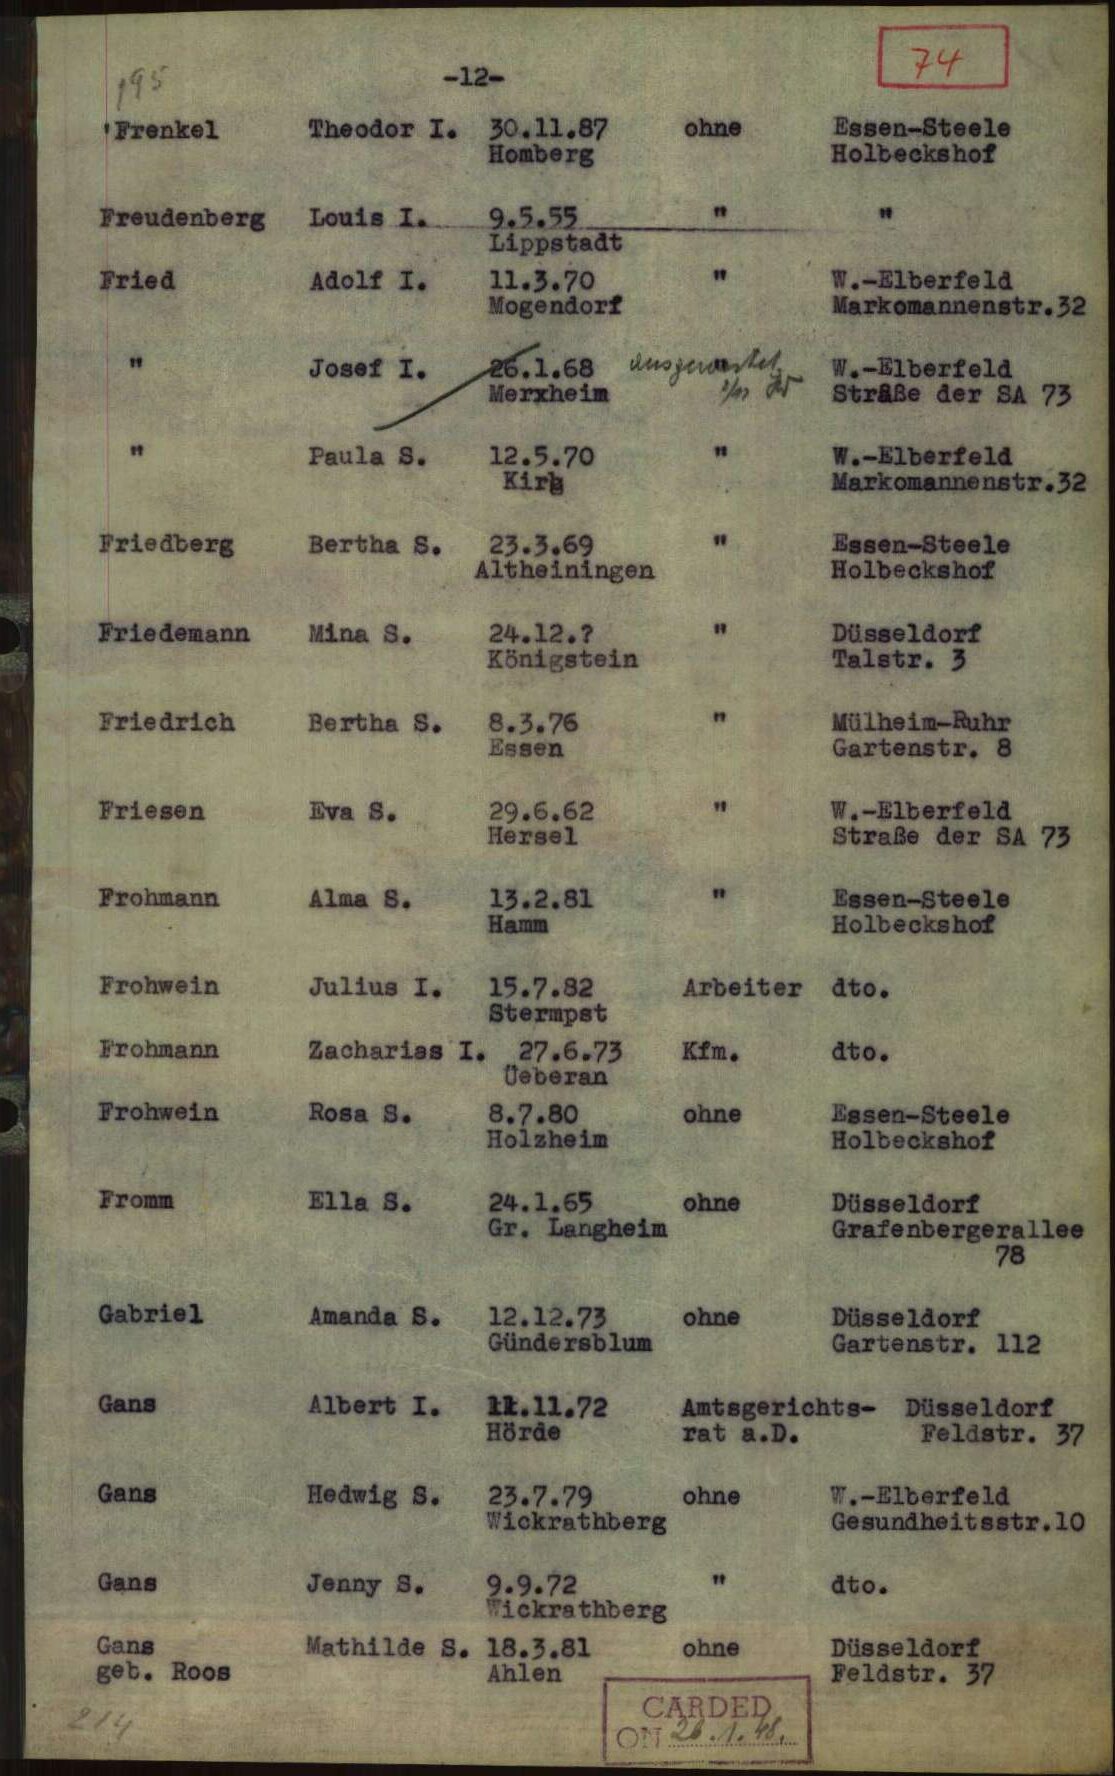 195
-12-
74
Frenkel Theodor I. 30.11.87 ohne Essen-Steele
Homberg Holbeckshof
Freudenberg Louis I. 9.5.55 " "
Lippstadt
Fried Adolf I. 11.3.70 " W.-Elberfeld
Mogendorf Markomannenstr.32
" Josef I. 26.1.68 " W.-Elberfeld
Merxheim Straße der SA 73
" Paula S. 12.5.70 " W.-Elberfeld
Markomannenstr.32
Friedberg Bertha S. 23.3.69 " Essen-Steele
Altheiningen Holbeckshof
Friedemann Mina S. 24.12.? " Düsseldorf
Königstein Talstr. 3
Friedrich Bertha S. 8.3.76 " Mülheim-Ruhr
Essen Gartenstr. 8
Friesen Eva S. 29.6.62 " W.-Elberfeld
Hersel Straße der SA 73
Frohmann Alma S. 13.2.81 " Essen-Steele
Hamm Holbeckshof
Frohwein Julius I. 15.7.82 Arbeiter dto.
Stermpst
Frohmann Zacharias I. 27.6.73 Kfm. dto.
Üeberan
Frohwein Rosa S. 8.7.80 ohne Essen-Steele
Holzheim Holbeckshof
Fromm Ella S. 24.1.65 ohne Düsseldorf
Gr. Langheim Grafenbergerallee
78
Gabriel Amanda S. 12.12.73 ohne Düsseldorf
Gündersblum Gartenstr. 112
Gans Albert I. 11.11.72 Amtsgerichts- Düsseldorf
Hörde rat a.D. Feldstr. 37
Gans Hedwig S. 23.7.79 ohne W.-Elberfeld
Wickrathberg Gesundheitsstr.10
Gans Jenny S. 9.9.72 " dto.
Wickrathberg
Gans Mathilde S. 18.3.81 ohne Düsseldorf
geb. Roos Ahlen Feldstr. 37
CARDED
ON 26.1.48.
214